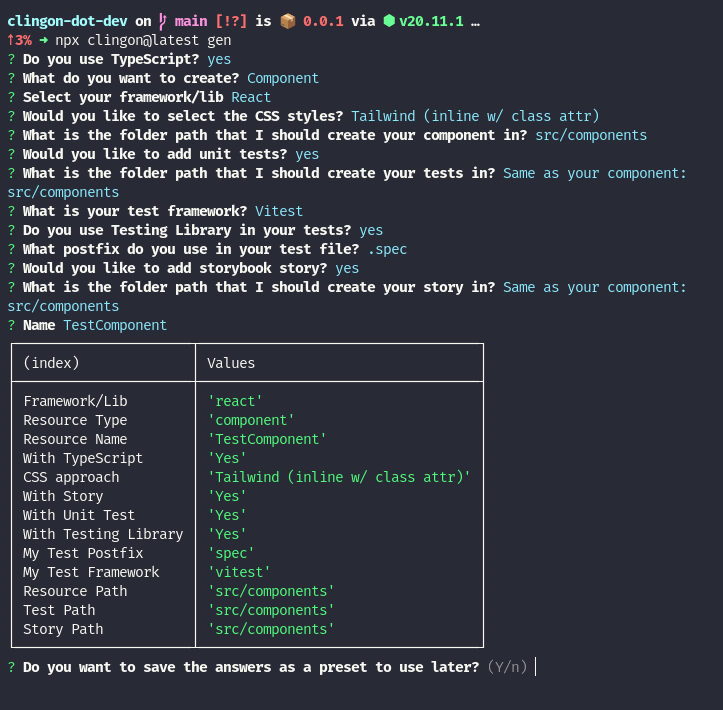 clingon-dot-dev on main [!?] is 📦 0.0.1 via ⬢ v20.11.1 …
↑3% ➜ npx clingon@latest gen
? Do you use TypeScript? yes
? What do you want to create? Component
? Select your framework/lib React
? Would you like to select the CSS styles? Tailwind (inline w/ class attr)
? What is the folder path that I should create your component in? src/components
? Would you like to add unit tests? yes
? What is the folder path that I should create your tests in? Same as your component:
src/components
? What is your test framework? Vitest
? Do you use Testing Library in your tests? yes
? What postfix do you use in your test file? .spec
? Would you like to add storybook story? yes
? What is the folder path that I should create your story in? Same as your component:
src/components
? Name TestComponent
(index) Values
Framework/Lib 'react'
Resource Type 'component'
Resource Name 'TestComponent'
With TypeScript 'Yes'
CSS approach 'Tailwind (inline w/ class attr)'
With Story 'Yes'
With Unit Test 'Yes'
With Testing Library 'Yes'
My Test Postfix 'spec'
My Test Framework 'vitest'
Resource Path 'src/components'
Test Path 'src/components'
Story Path 'src/components'
? Do you want to save the answers as a preset to use later? (Y/n)